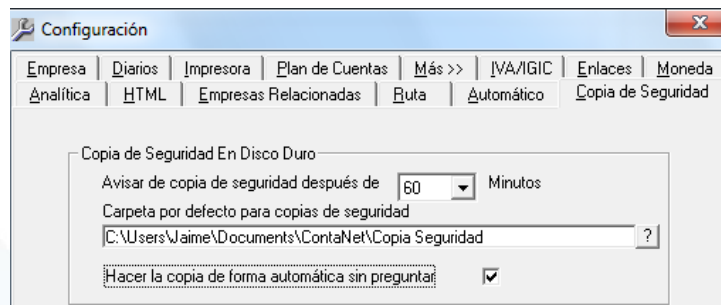 Configuración
Empresa Diarios Impresora Plan de Cuentas Más >> IVA/IGIC Enlaces Moneda
Analítica HTML Empresas Relacionadas Ruta Automático Copia de Seguridad
Copia de Seguridad En Disco Duro
Avisar de copia de seguridad después de 60 Minutos
Carpeta por defecto para copias de seguridad
C:\Users\Jaime\Documents\ContaNet\Copia Seguridad ?
Hacer la copia de forma automática sin preguntar